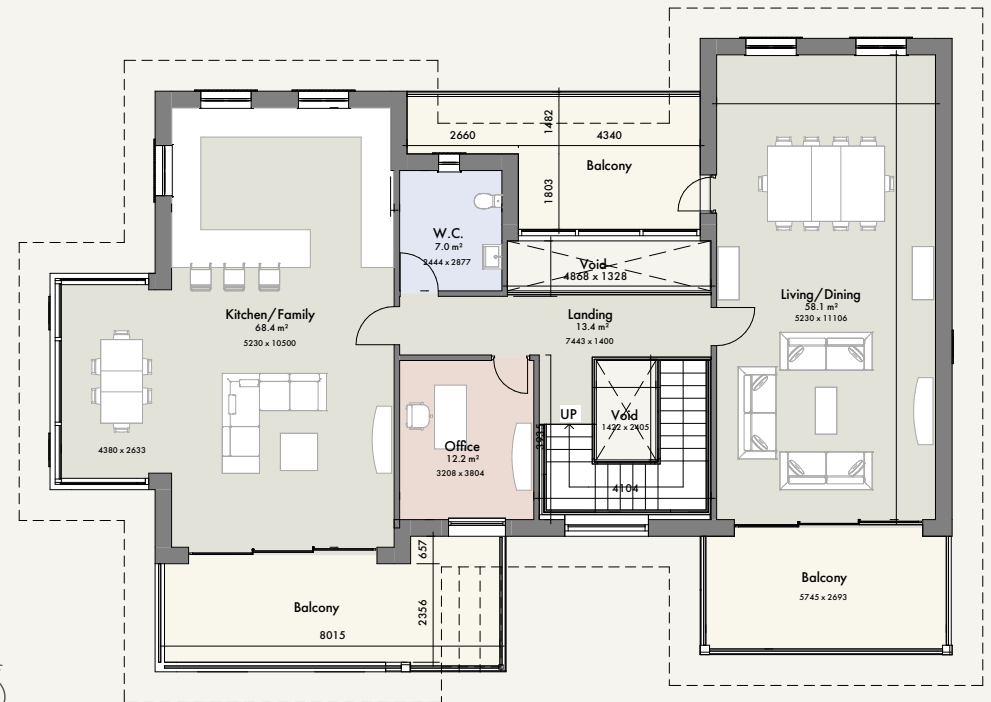 2660
1482
4340
Balcony
1803
W.C.
7.0 m²
2444 x 2877
Void
4868 x 1328
Living/Dining
58.1 m²
5230 x 11106
Kitchen/Family
68.4 m²
5230 x 10500
Landing
13.4 m²
7443 x 1400
UP
Void
1422 x 2405
Office
12.2 m²
3208 x 3804
3935
4380 x 2633
4104
657
Balcony
2356
8015
Balcony
5745 x 2693